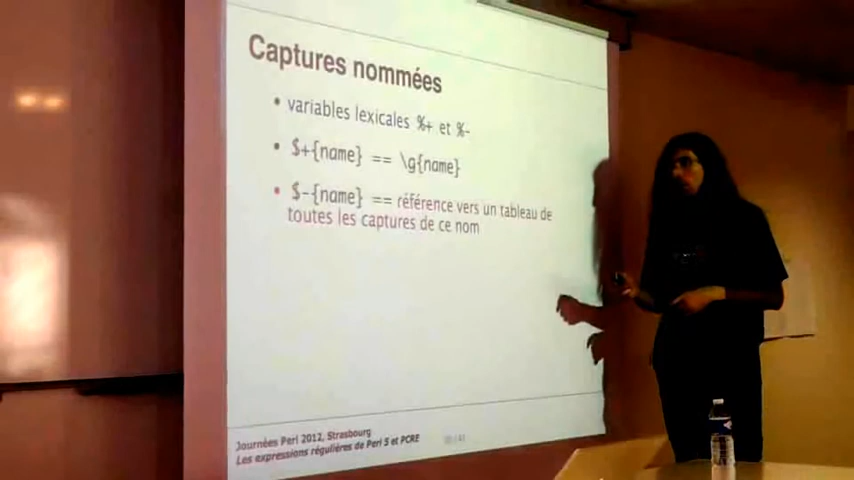 Captures nommées
• variables lexicales %+ et %-
• $+{name} == \g{name}
• $-{name} == référence vers un tableau de
toutes les captures de ce nom
Journées Perl 2012, Strasbourg
Les expressions régulières de Perl 5 et PCRE